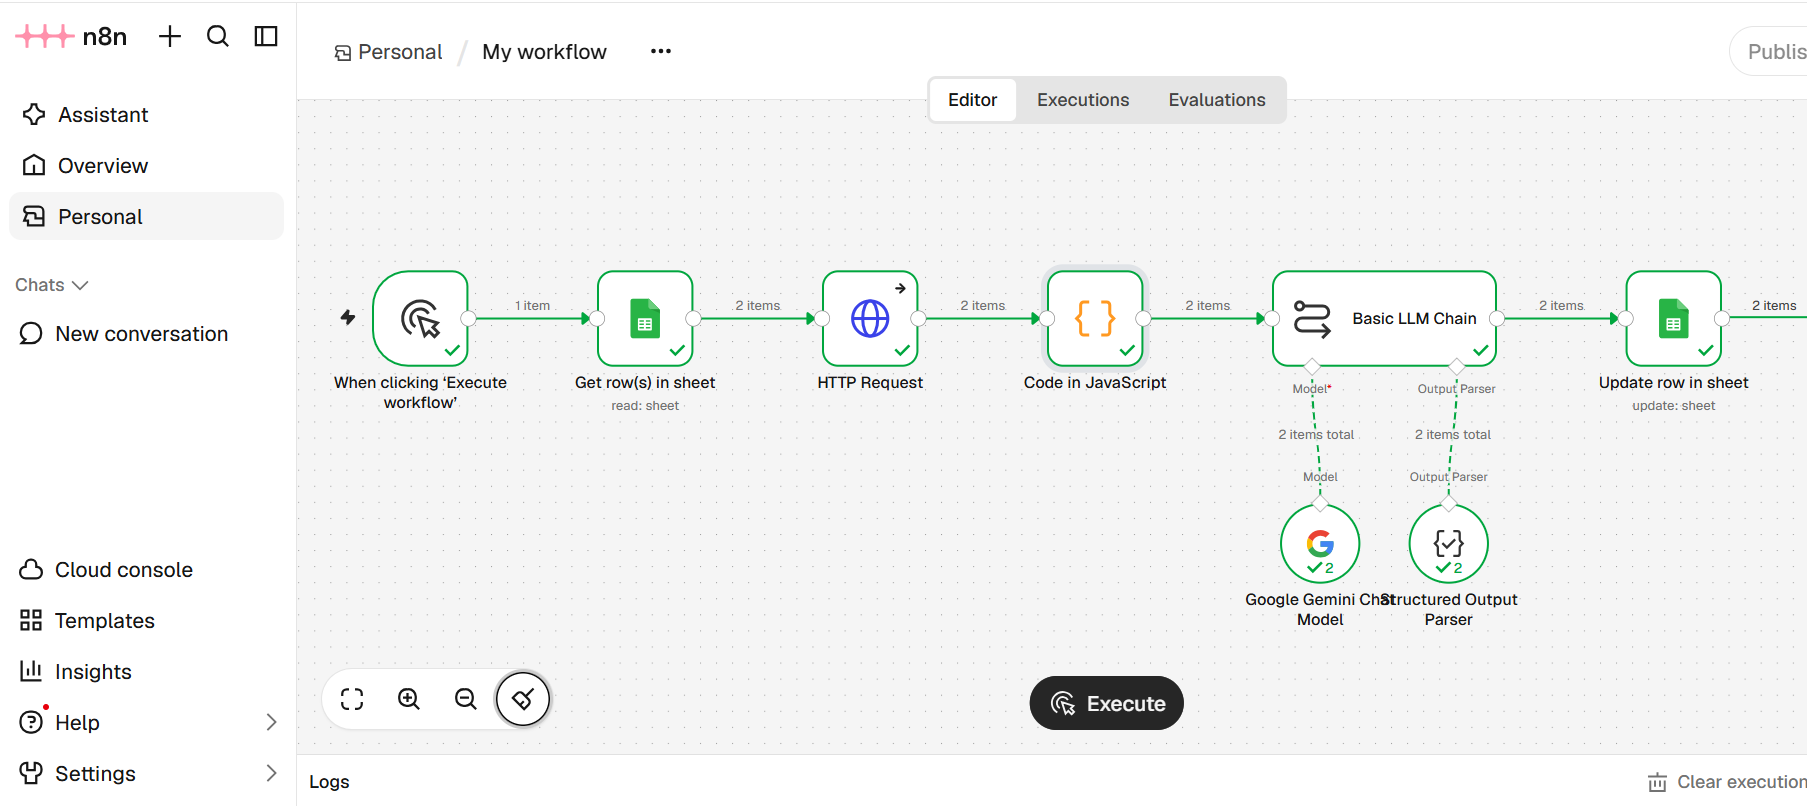 n8n
Personal / My workflow
Publis
Editor
Executions
Evaluations
Assistant
Overview
Personal
Chats
New conversation
Cloud console
Templates
Insights
Help
Settings
1 item
2 items
2 items
2 items
2 items
2 items
When clicking ‘Execute
workflow’
Get row(s) in sheet
read: sheet
HTTP Request
Code in JavaScript
Basic LLM Chain
Model*
Output Parser
Update row in sheet
update: sheet
2 items total
2 items total
Model
Output Parser
2
2
Google Gemini Chat
Model
Structured Output
Parser
Execute
Logs
Clear execution